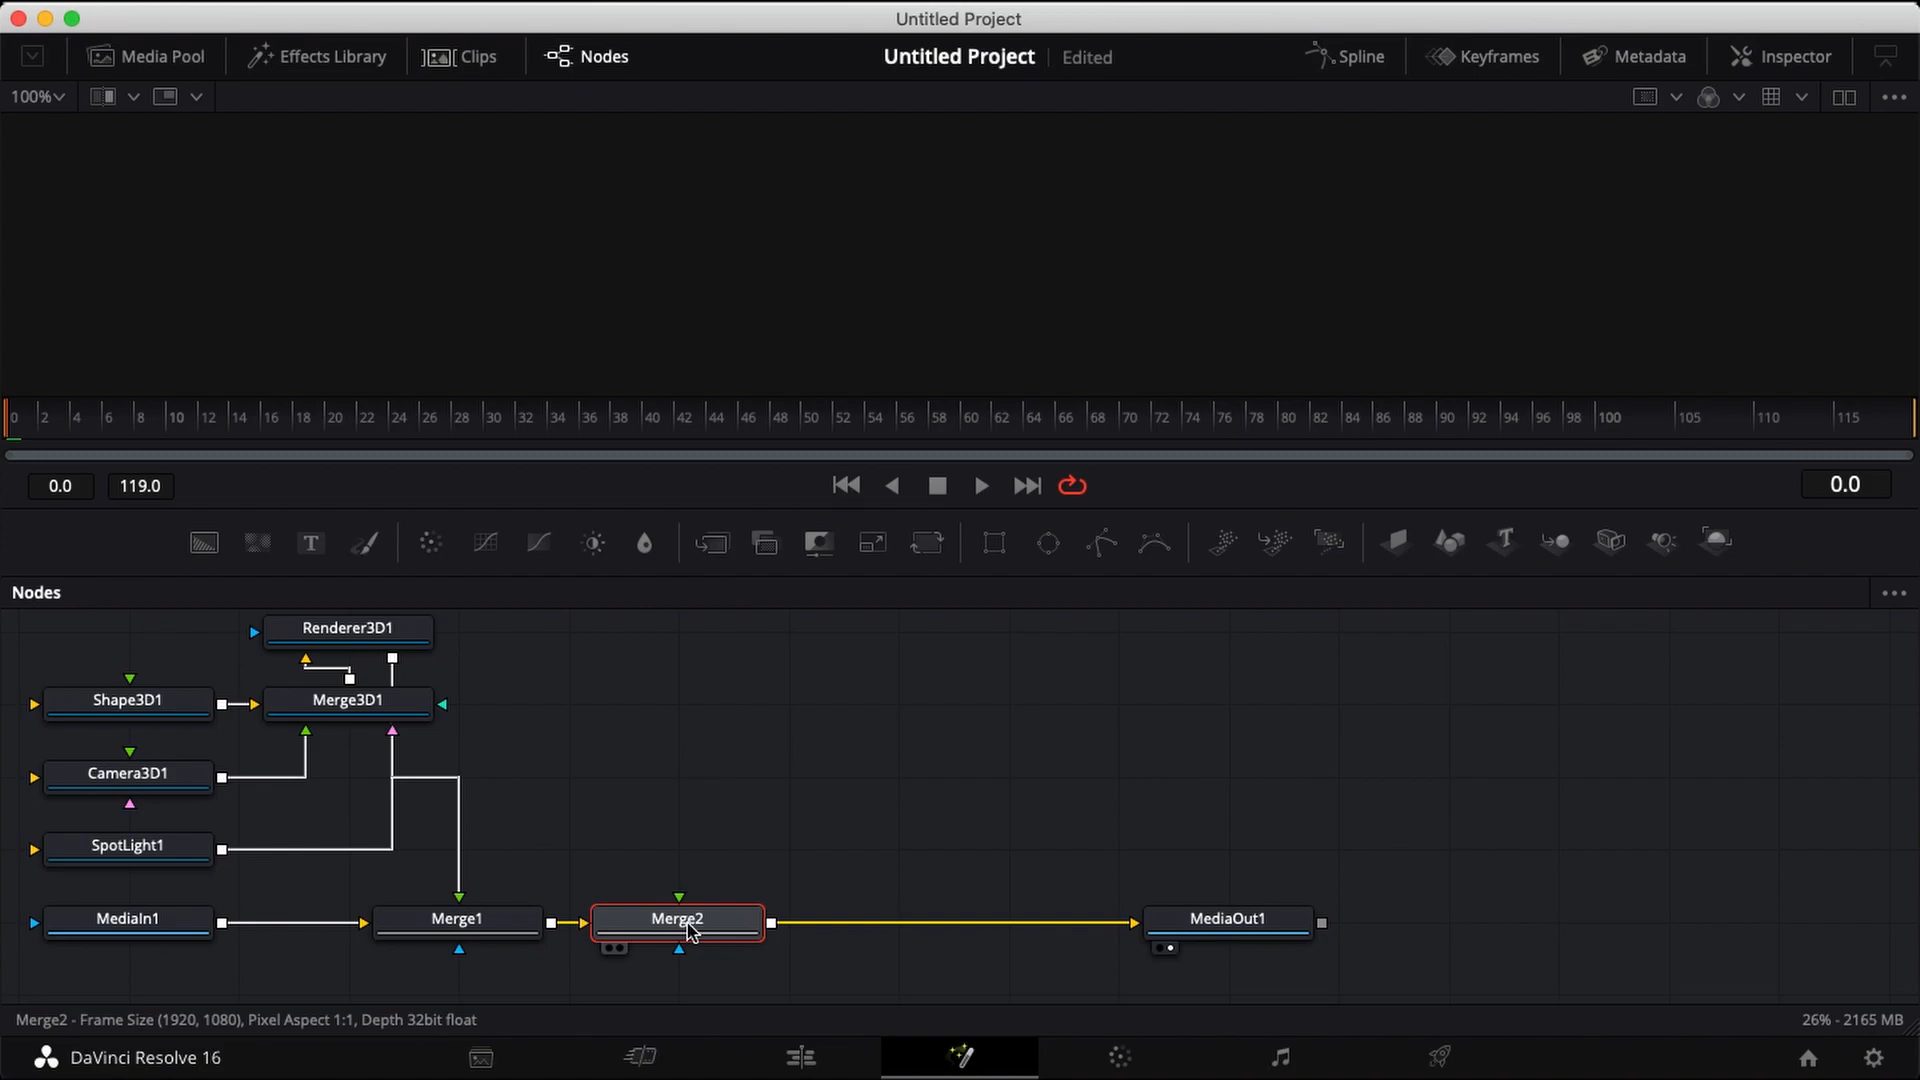 Untitled Project
Media Pool Effects Library Clips Nodes Untitled Project Edited Spline Keyframes Metadata Inspector
100%
0 2 4 6 8 10 12 14 16 18 20 22 24 26 28 30 32 34 36 38 40 42 44 46 48 50 52 54 56 58 60 62 64 66 68 70 72 74 76 78 80 82 84 86 88 90 92 94 96 98 100 105 110 115
0.0 119.0 0.0
T T
Nodes
Renderer3D1
Shape3D1 Merge3D1
Camera3D1
SpotLight1
MediaIn1 Merge1 Merge2 MediaOut1
Merge2 - Frame Size (1920, 1080), Pixel Aspect 1:1, Depth 32bit float 26% - 2165 MB
DaVinci Resolve 16